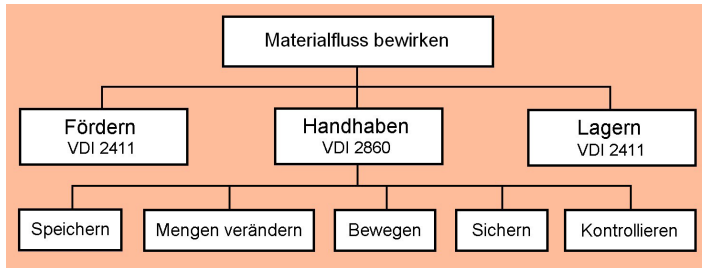 Materialfluss bewirken
Fördern
VDI 2411
Handhaben
VDI 2860
Lagern
VDI 2411
Speichern
Mengen verändern
Bewegen
Sichern
Kontrollieren